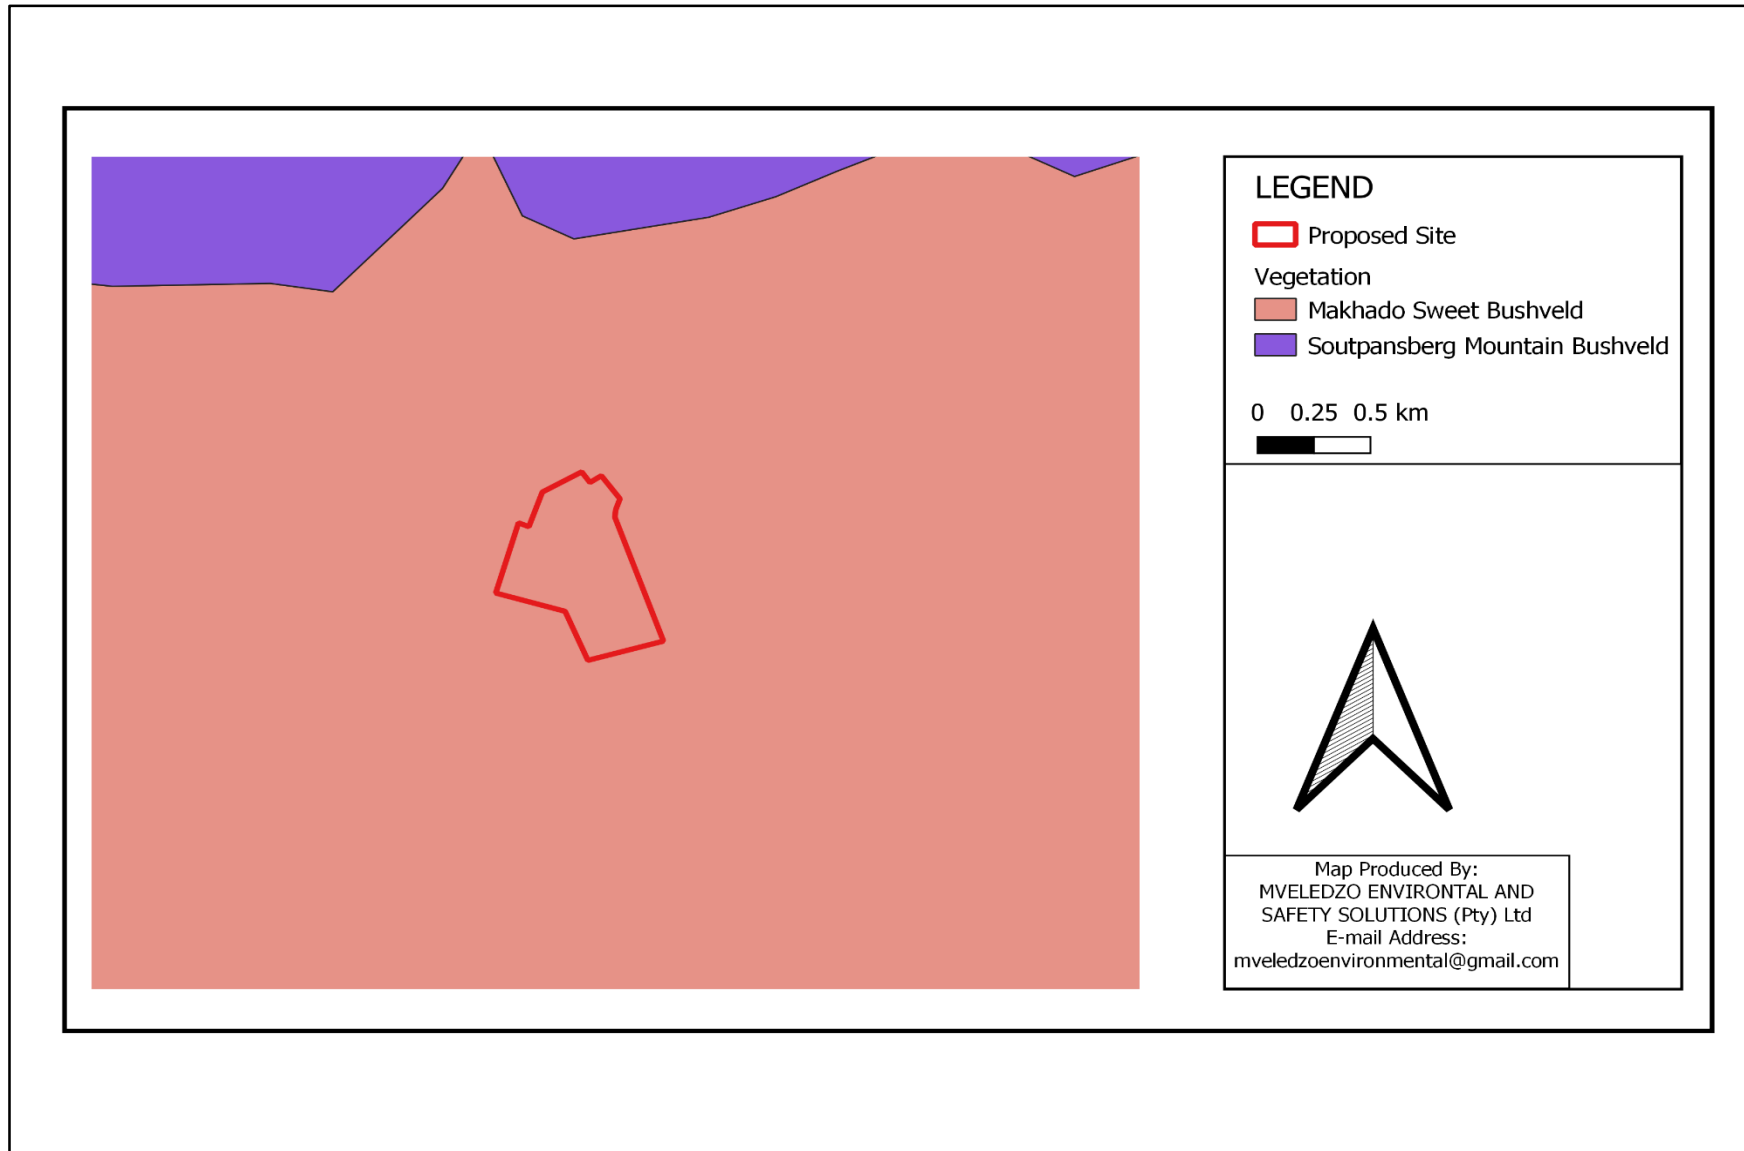 LEGEND
Proposed Site
Vegetation
Makhado Sweet Bushveld
Soutpansberg Mountain Bushveld
0 0.25 0.5 km
Map Produced By:
MVELEDZO ENVIRONTAL AND
SAFETY SOLUTIONS (Pty) Ltd
E-mail Address:
mveledzoenvironmental@gmail.com